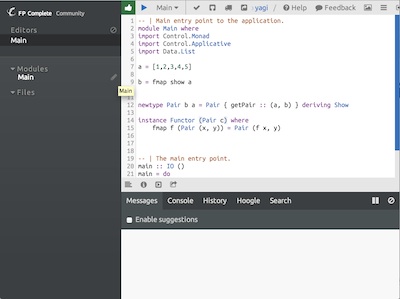 FP Complete | Community
Main
yagi /
? Help
Feedback
Editors
Main
Modules
Main
Files
Main
1 -- | Main entry point to the application.
2 module Main where
3 import Control.Monad
4 import Control.Applicative
5 import Data.List
6
7 a = [1,2,3,4,5]
8
9 b = fmap show a
10
11
12 newtype Pair b a = Pair { getPair :: (a, b) } deriving Show
13
14 instance Functor (Pair c) where
15 fmap f (Pair (x, y)) = Pair (f x, y)
16
17
18
19 -- | The main entry point.
20 main :: IO ()
21 main = do
Messages
Console
History
Hoogle
Search
Enable suggestions